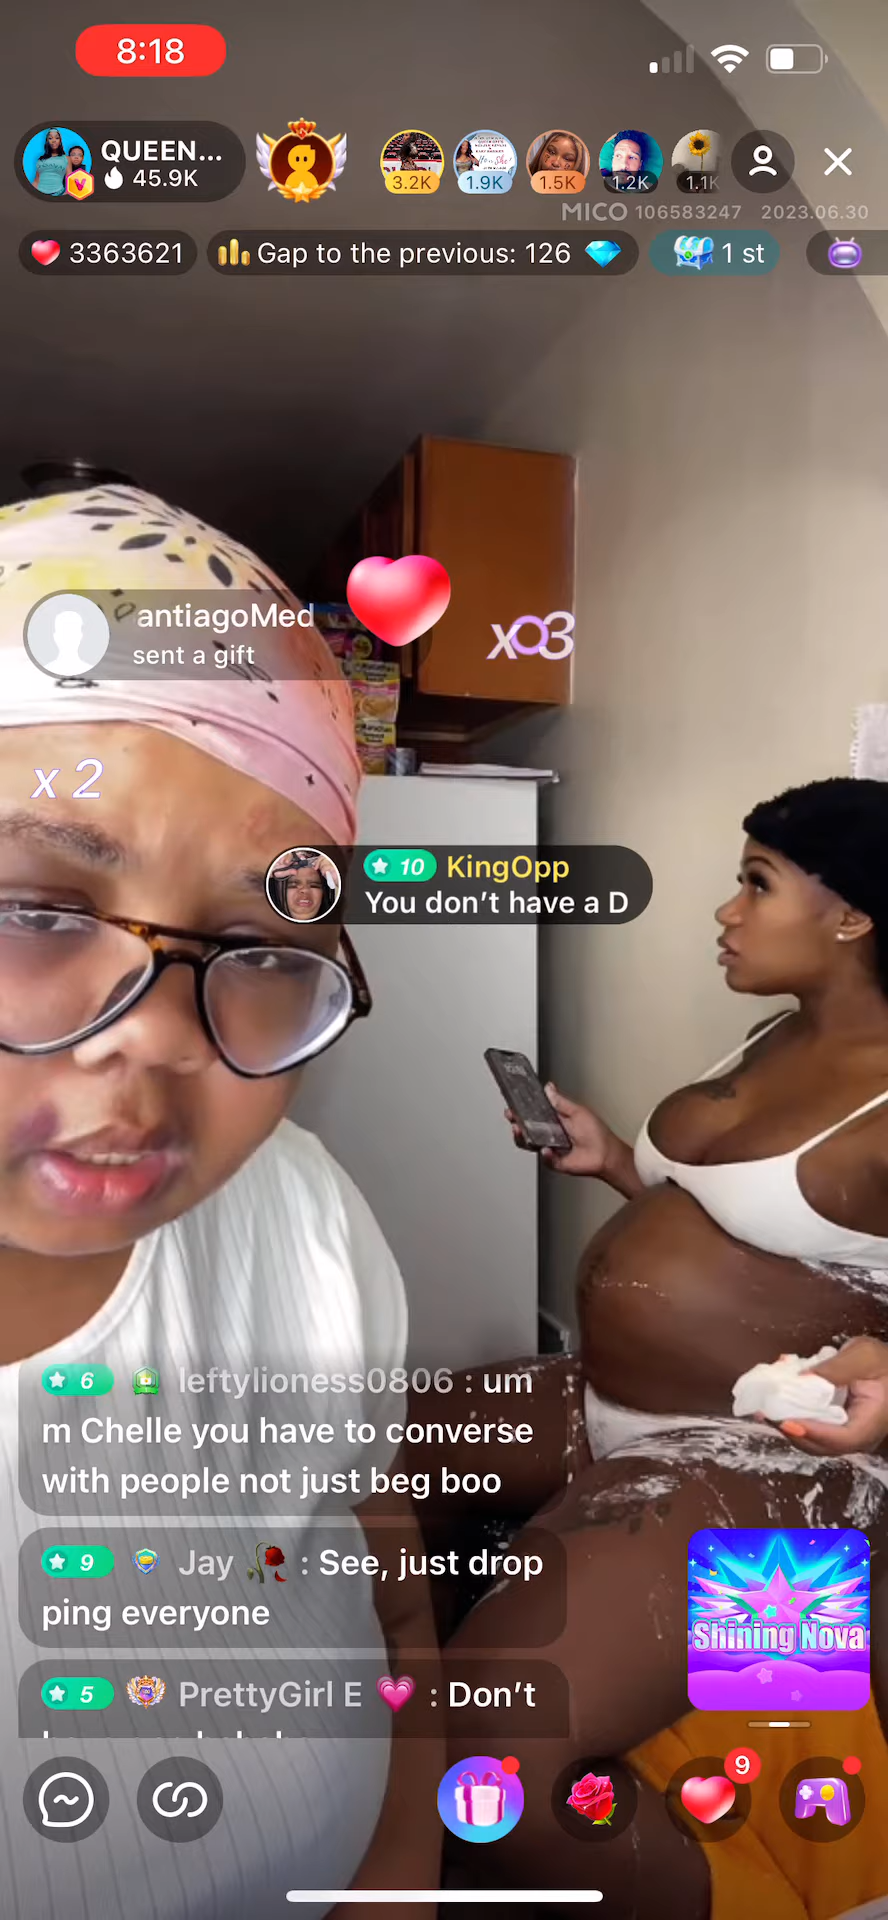 8:18
QUEEN...
45.9K
3.2K
1.9K
1.5K
1.2K
1.1K
MICO 106583247 2023.06.30
3363621
Gap to the previous: 126
1 st
antiagoMed
sent a gift
x3
x 2
10 KingOpp
You don't have a D
6 leftylioness0806 : um
m Chelle you have to converse
with people not just beg boo
9 Jay : See, just drop
ping everyone
5 PrettyGirl E : Don't
Shining Nova
9